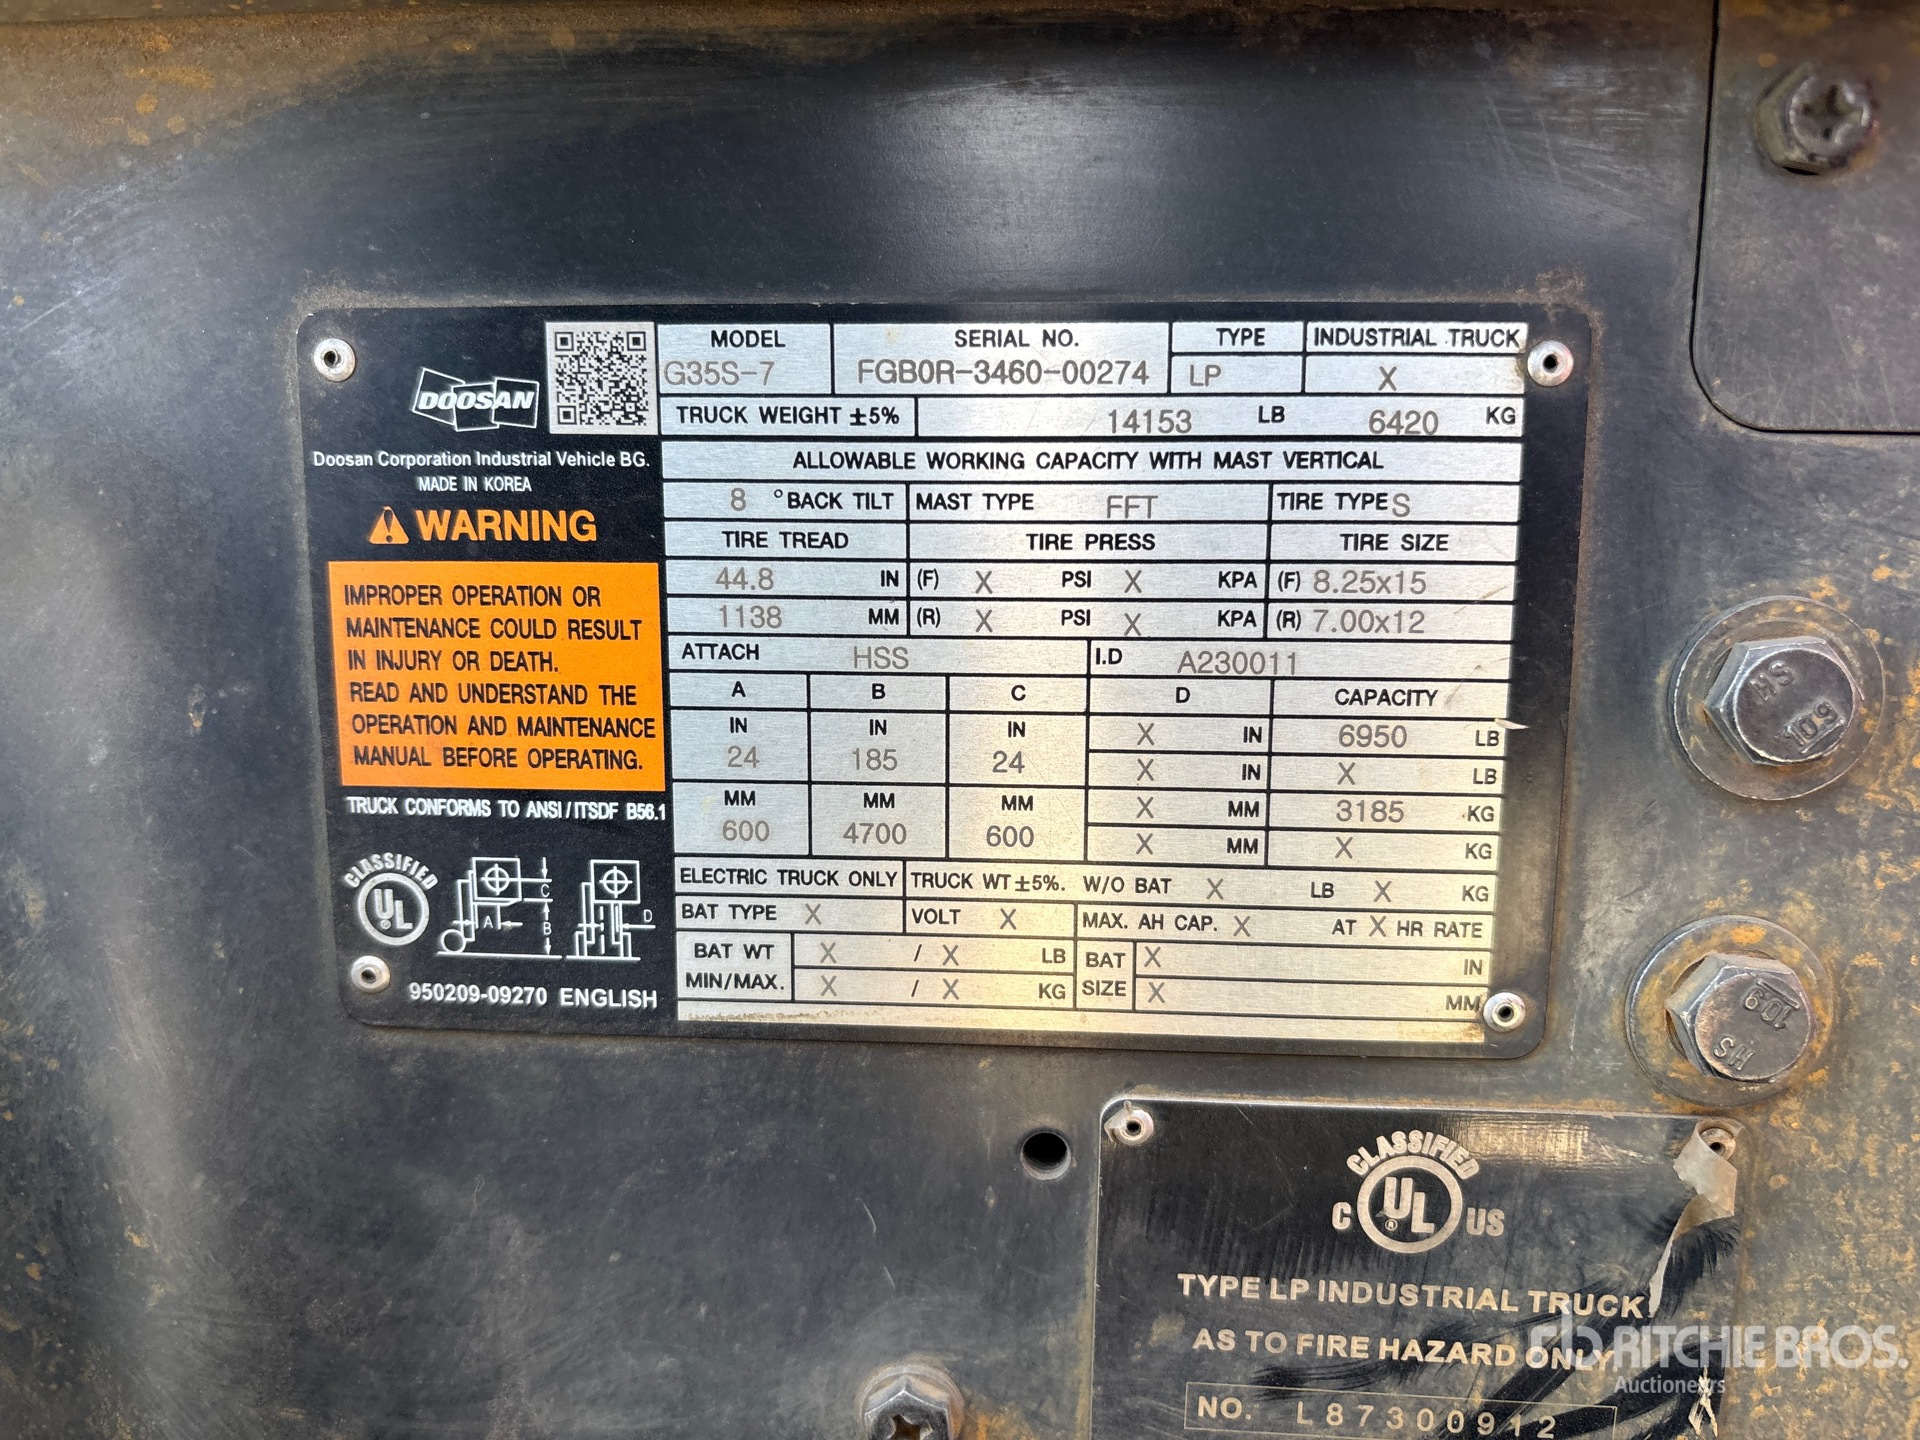 DOOSAN
Doosan Corporation Industrial Vehicle BG.
MADE IN KOREA
WARNING
IMPROPER OPERATION OR
MAINTENANCE COULD RESULT
IN INJURY OR DEATH.
READ AND UNDERSTAND THE
OPERATION AND MAINTENANCE
MANUAL BEFORE OPERATING.
TRUCK CONFORMS TO ANSI/ITSDF B56.1
CLASSIFIED
UL
A
B
C
D
950209-09270 ENGLISH
MODEL SERIAL NO. TYPE INDUSTRIAL TRUCK
G35S-7 FGB0R-3460-00274 LP X
TRUCK WEIGHT ±5% 14153 LB 6420 KG
ALLOWABLE WORKING CAPACITY WITH MAST VERTICAL
8 ° BACK TILT MAST TYPE FFT TIRE TYPE S
TIRE TREAD TIRE PRESS TIRE SIZE
44.8 IN (F) X PSI X KPA (F) 8.25x15
1138 MM (R) X PSI X KPA (R) 7.00x12
ATTACH HSS I.D A230011
A B C D CAPACITY
IN IN IN X IN 6950 LB
24 185 24 X IN X LB
MM MM MM X MM 3185 KG
600 4700 600 X MM X KG
ELECTRIC TRUCK ONLY TRUCK WT ±5%. W/O BAT X LB X KG
BAT TYPE X VOLT X MAX. AH CAP. X AT X HR RATE
BAT WT X / X LB BAT X IN
MIN/MAX. X / X KG SIZE X MM
HS
10.9
10.9
HS
CLASSIFIED
C UL ® US
TYPE LP INDUSTRIAL TRUCK
AS TO FIRE HAZARD ONLY
NO. L87300912
rb RITCHIE BROS.
Auctioneers